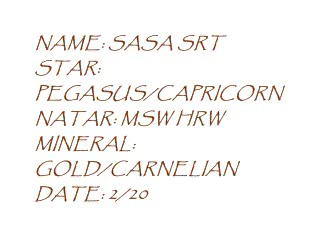 NAME: SASA SRT
STAR:
PEGASUS/CAPRICORN
NATAR: MSW HRW
MINERAL:
GOLD/CARNELIAN
DATE: 2/20